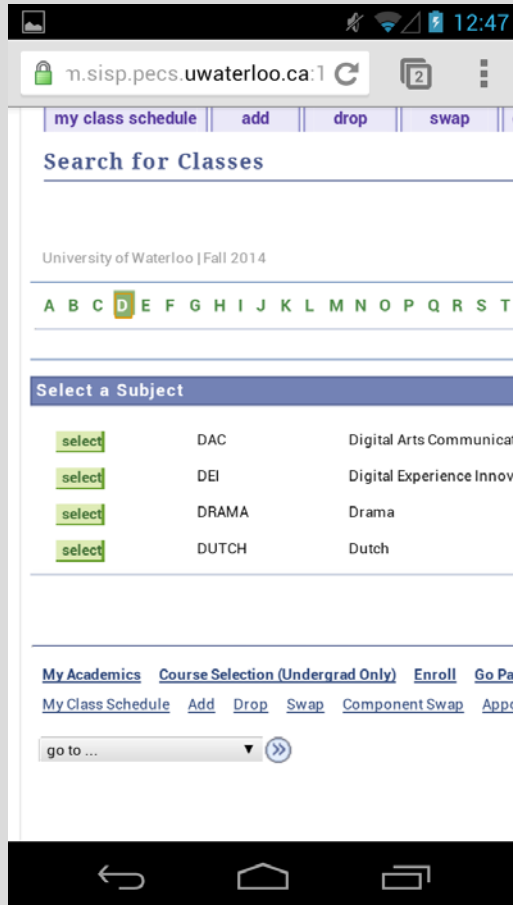 12:47
m.sisp.pecs.uwaterloo.ca:1
2
my class schedule add drop swap
Search for Classes
University of Waterloo | Fall 2014
A B C D E F G H I J K L M N O P Q R S T
Select a Subject
select DAC Digital Arts Communicat
select DEI Digital Experience Innov
select DRAMA Drama
select DUTCH Dutch
My Academics Course Selection (Undergrad Only) Enroll Go Pa
My Class Schedule Add Drop Swap Component Swap Appo
go to ...